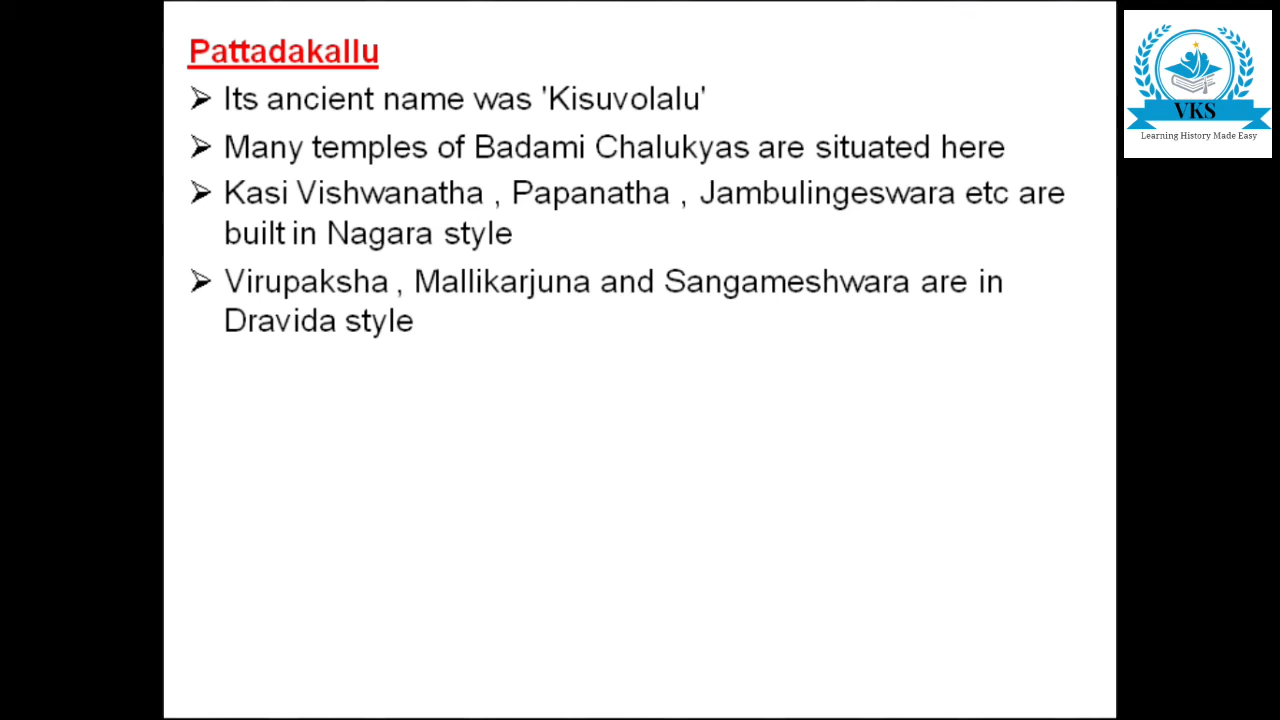 Pattadakallu
➢ Its ancient name was 'Kisuvolalu'
➢ Many temples of Badami Chalukyas are situated here
➢ Kasi Vishwanatha , Papanatha , Jambulingeswara etc are
built in Nagara style
➢ Virupaksha , Mallikarjuna and Sangameshwara are in
Dravida style
VKS
Learning History Made Easy